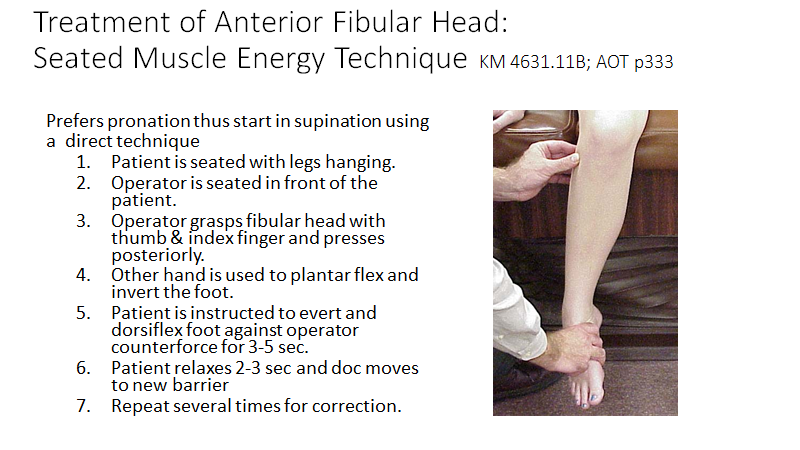 Treatment of Anterior Fibular Head:
Seated Muscle Energy Technique KM 4631.11B; AOT p333
Prefers pronation thus start in supination using
a direct technique
1. Patient is seated with legs hanging.
2. Operator is seated in front of the
patient.
3. Operator grasps fibular head with
thumb & index finger and presses
posteriorly.
4. Other hand is used to plantar flex and
invert the foot.
5. Patient is instructed to evert and
dorsiflex foot against operator
counterforce for 3-5 sec.
6. Patient relaxes 2-3 sec and doc moves
to new barrier
7. Repeat several times for correction.